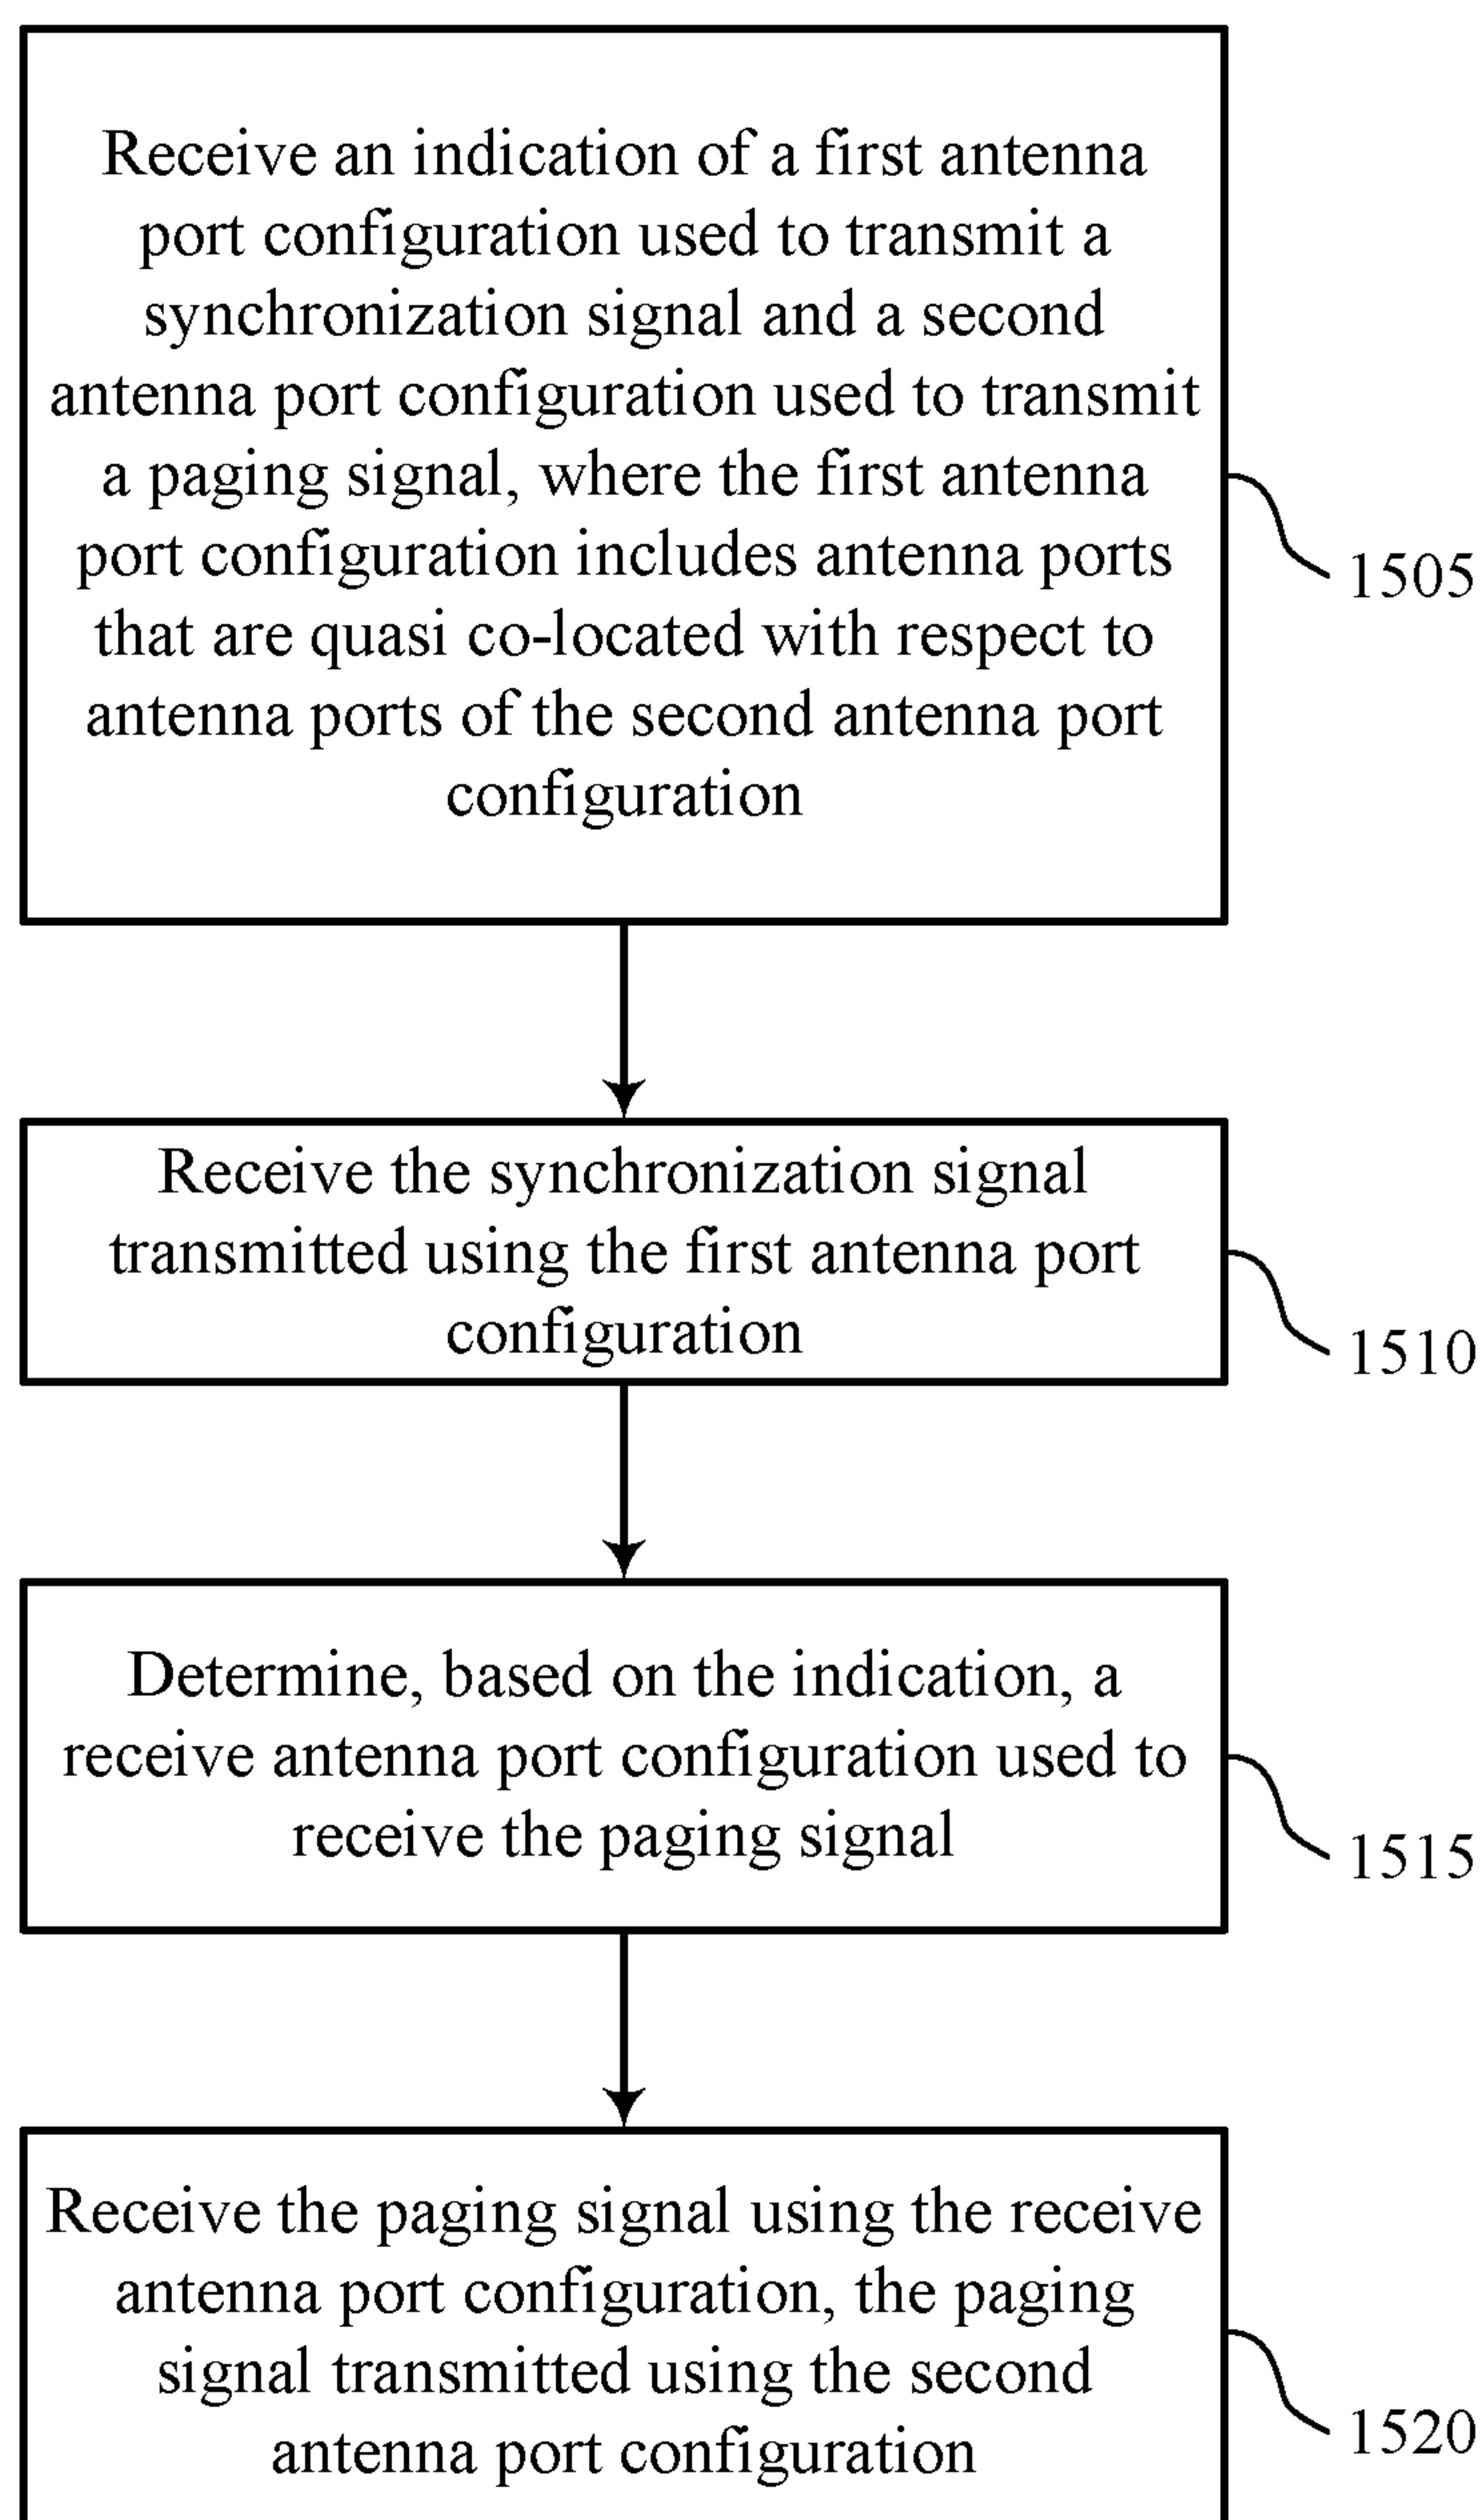 Receive an indication of a first antenna
port configuration used to transmit a
synchronization signal and a second
antenna port configuration used to transmit
a paging signal, where the first antenna
port configuration includes antenna ports
that are quasi co-located with respect to
antenna ports of the second antenna port
configuration
1505
Receive the synchronization signal
transmitted using the first antenna port
configuration
1510
Determine, based on the indication, a
receive antenna port configuration used to
receive the paging signal
1515
Receive the paging signal using the receive
antenna port configuration, the paging
signal transmitted using the second
antenna port configuration
1520